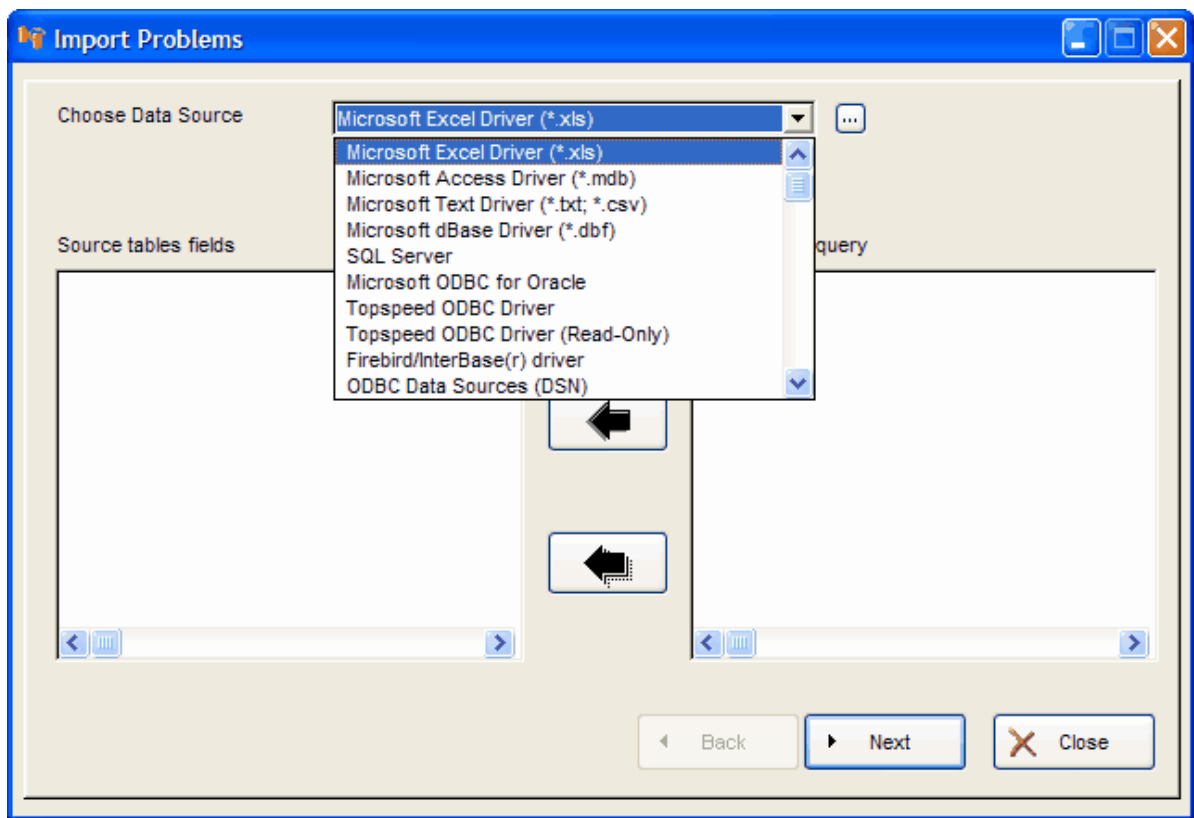 Import Problems
Choose Data Source
Microsoft Excel Driver (*.xls)
...
Microsoft Excel Driver (*.xls)
Microsoft Access Driver (*.mdb)
Microsoft Text Driver (*.txt; *.csv)
Microsoft dBase Driver (*.dbf)
SQL Server
Microsoft ODBC for Oracle
Topspeed ODBC Driver
Topspeed ODBC Driver (Read-Only)
Firebird/InterBase(r) driver
ODBC Data Sources (DSN)
Source tables fields
query
Back
Next
Close